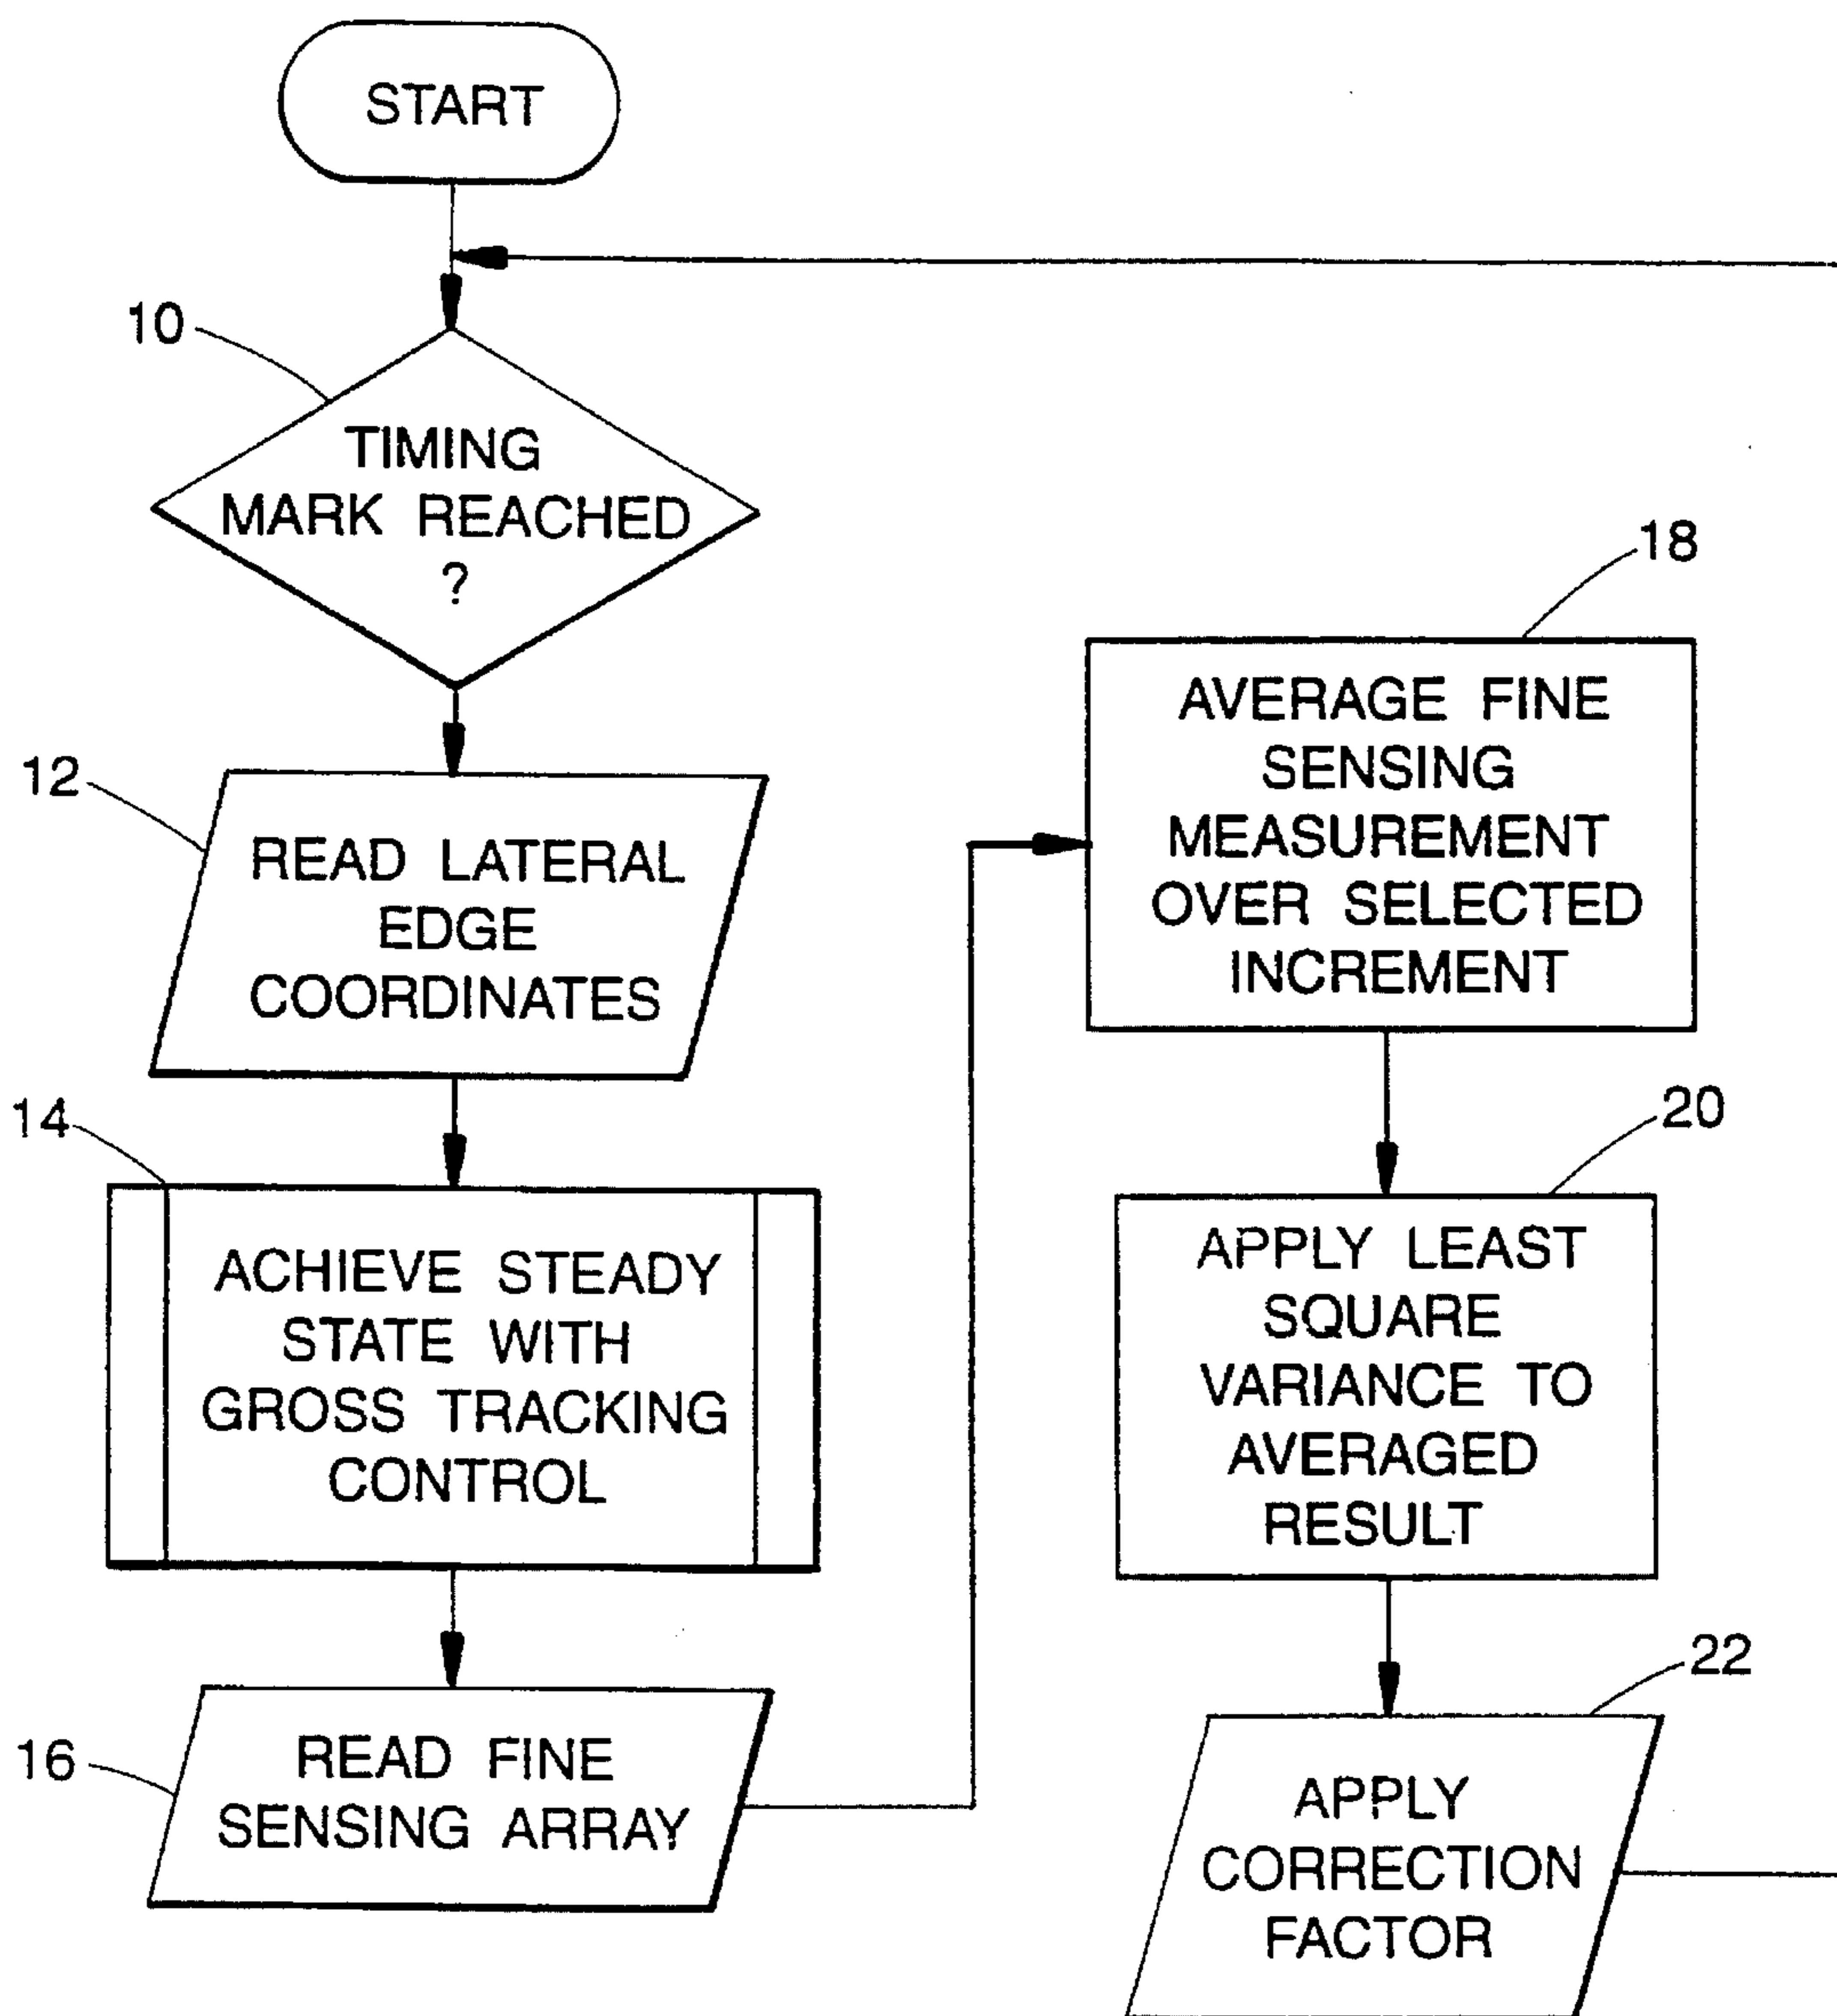 START
10
TIMING
MARK REACHED
?
12
READ LATERAL
EDGE
COORDINATES
14
ACHIEVE STEADY
STATE WITH
GROSS TRACKING
CONTROL
16
READ FINE
SENSING ARRAY
18
AVERAGE FINE
SENSING
MEASUREMENT
OVER SELECTED
INCREMENT
20
APPLY LEAST
SQUARE
VARIANCE TO
AVERAGED
RESULT
22
APPLY
CORRECTION
FACTOR